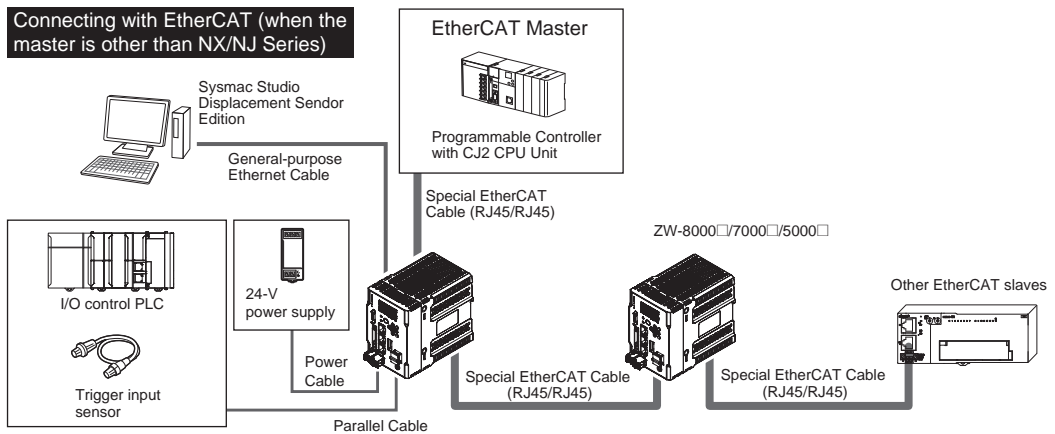 Connecting with EtherCAT (when the
master is other than NX/NJ Series)
EtherCAT Master
Sysmac Studio
Displacement Sendor
Edition
Programmable Controller
with CJ2 CPU Unit
General-purpose
Ethernet Cable
Special EtherCAT
Cable (RJ45/RJ45)
ZW-8000□/7000□/5000□
Other EtherCAT slaves
I/O control PLC
24-V
power supply
Trigger input
sensor
Power
Cable
Parallel Cable
Special EtherCAT Cable
(RJ45/RJ45)
Special EtherCAT Cable
(RJ45/RJ45)